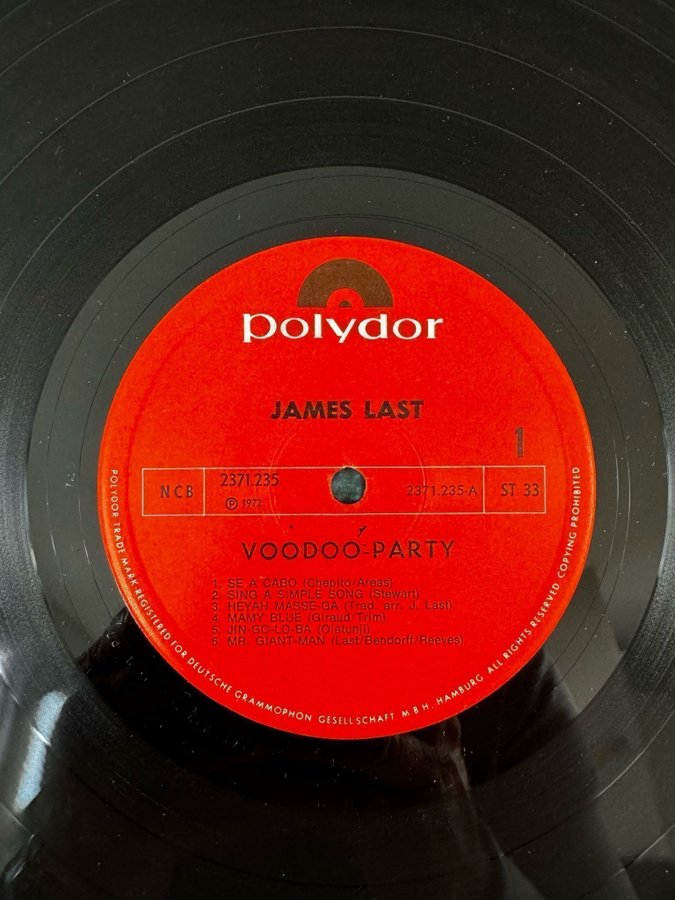 polydor
JAMES LAST
1
NCB
2371.235
℗ 1972
2371.235-A
ST 33
VOODOO-PARTY
1. SE A CABO (Chepito/Areas)
2. SING A SIMPLE SONG (Stewart)
3. HEYAH MASSE-GA (Trad. arr. J. Last)
4. MAMY BLUE (Giraud/Trim)
5. JIN-GO-LO-BA (Olatunji)
6. MR. GIANT-MAN (Last/Bendorff/Reeves)
POLYDOR TRADE MARK REGISTERED FOR DEUTSCHE GRAMMOPHON GESELLSCHAFT M B H, HAMBURG ALL RIGHTS RESERVED COPYING PROHIBITED